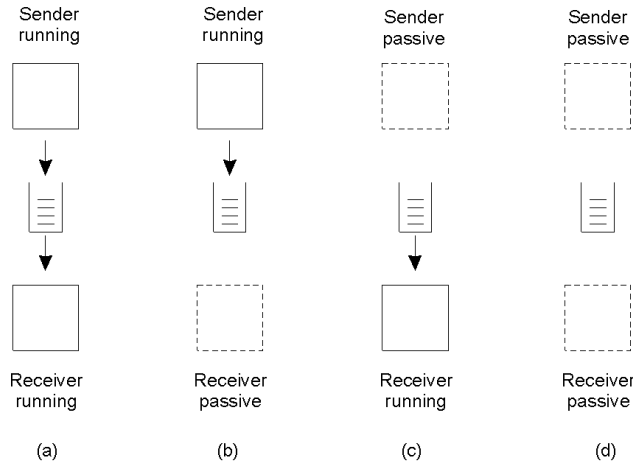 Sender
running
Sender
running
Sender
passive
Sender
passive
Receiver
running
Receiver
passive
Receiver
running
Receiver
passive
(a)
(b)
(c)
(d)